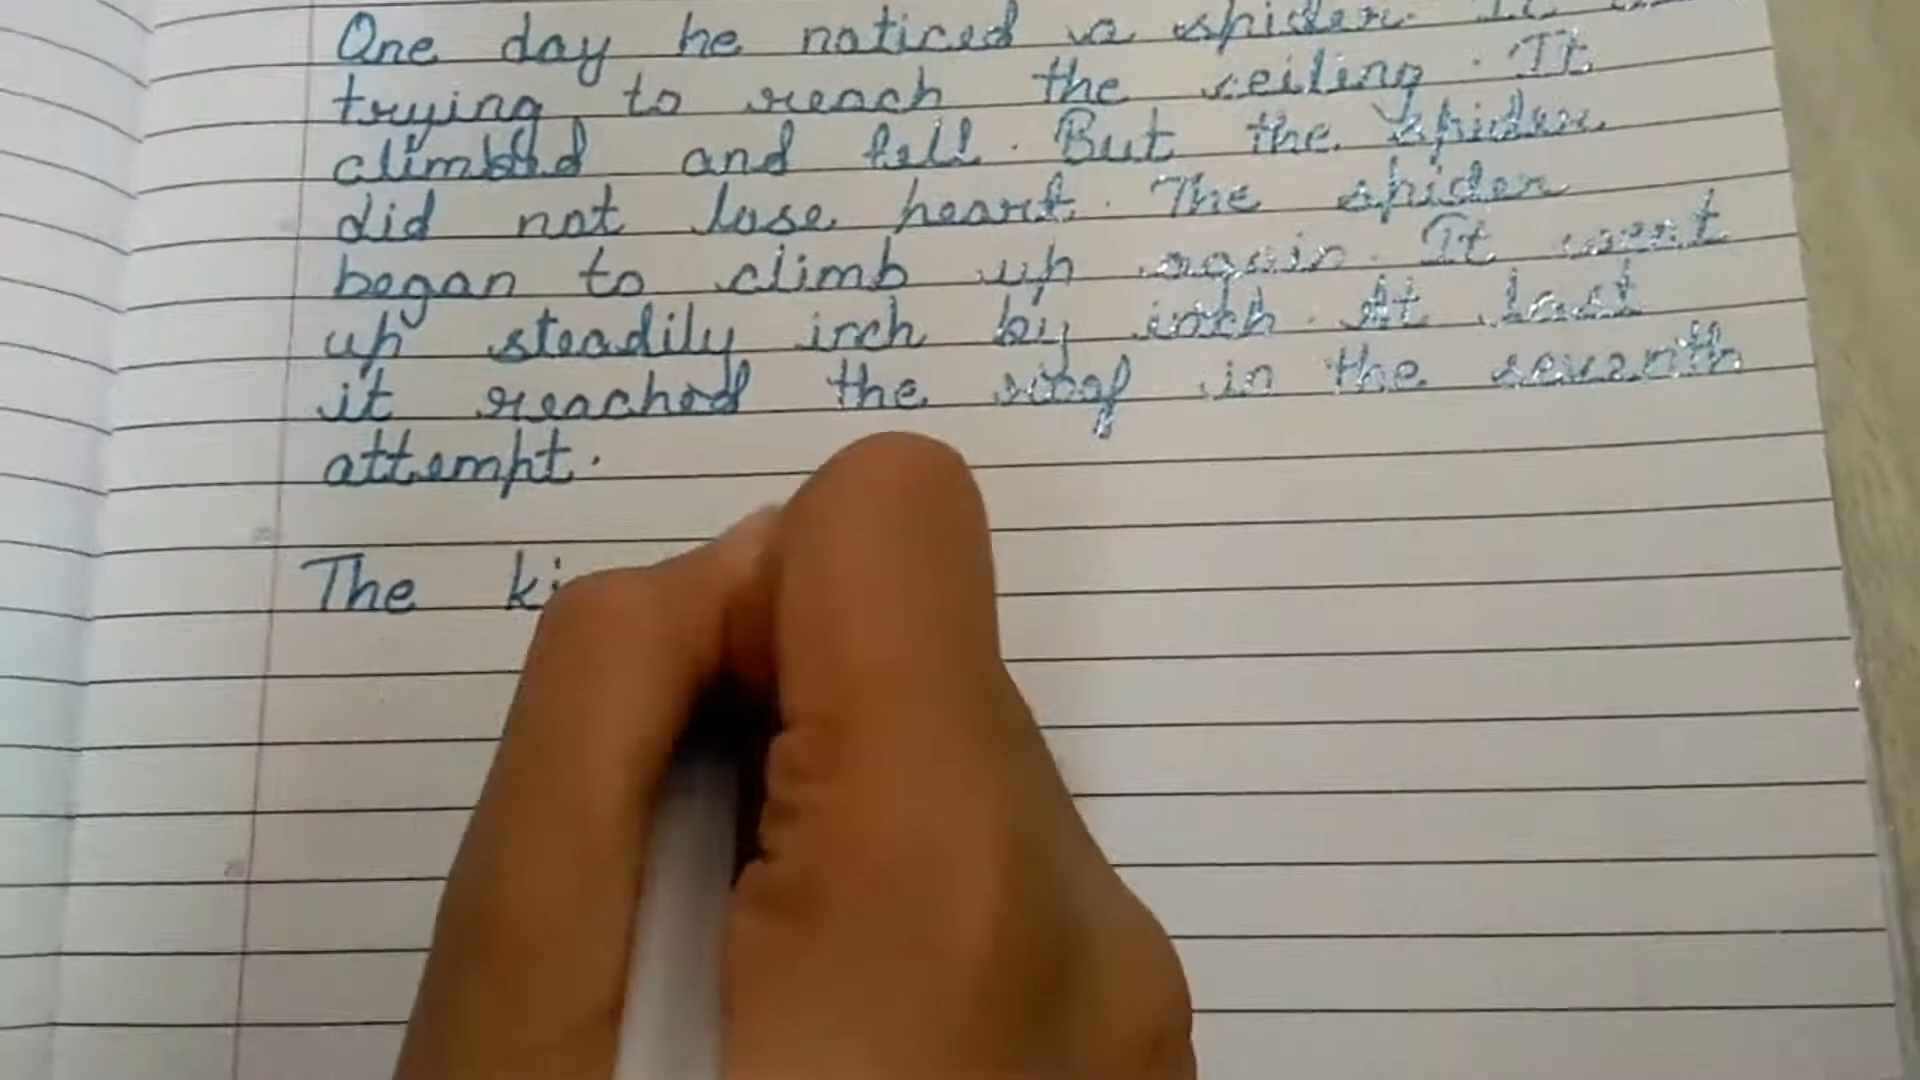 One day he noticed a spider. It
trying to reach the ceiling. It
climbed and fell. But the spider
did not lose heart. The spider
began to climb up again. It went
up steadily inch by inch. At last
it reached the roof in the seventh
attempt.
The ki